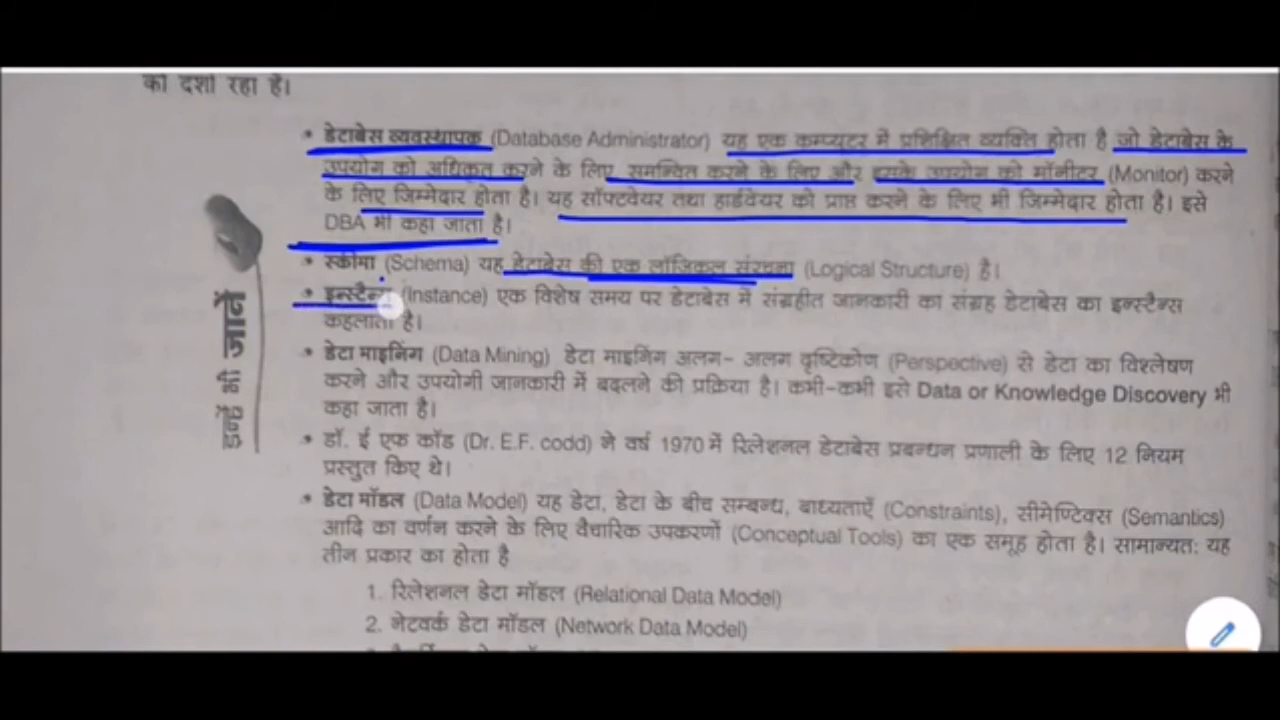 को दर्शा रहा है।
• डेटाबेस व्यवस्थापक (Database Administrator) यह एक कम्प्यूटर में प्रशिक्षित व्यक्ति होता है जो डेटाबेस के
उपयोग को अधिकृत करने के लिए, समन्वित करने के लिए और इसके उपयोग को मॉनीटर (Monitor) करने
के लिए जिम्मेदार होता है। यह सॉफ्टवेयर तथा हार्डवेयर को प्राप्त करने के लिए भी जिम्मेदार होता है। इसे
DBA भी कहा जाता है।
• स्कीमा (Schema) यह डेटाबेस की एक लॉजिकल संरचना (Logical Structure) है।
• इन्स्टैन्स (Instance) एक विशेष समय पर डेटाबेस में संग्रहीत जानकारी का संग्रह डेटाबेस का इन्स्टैन्स
कहलाता है।
• डेटा माइनिंग (Data Mining) डेटा माइनिंग अलग- अलग दृष्टिकोण (Perspective) से डेटा का विश्लेषण
करने और उपयोगी जानकारी में बदलने की प्रक्रिया है। कभी-कभी इसे Data or Knowledge Discovery भी
कहा जाता है।
• डॉ. ई एफ कॉड (Dr. E.F. codd) ने वर्ष 1970 में रिलेशनल डेटाबेस प्रबन्धन प्रणाली के लिए 12 नियम
प्रस्तुत किए थे।
• डेटा मॉडल (Data Model) यह डेटा, डेटा के बीच सम्बन्ध, बाध्यताएँ (Constraints), सीमेण्टिक्स (Semantics)
आदि का वर्णन करने के लिए वैचारिक उपकरणों (Conceptual Tools) का एक समूह होता है। सामान्यतः यह
तीन प्रकार का होता है
1. रिलेशनल डेटा मॉडल (Relational Data Model)
2. नेटवर्क डेटा मॉडल (Network Data Model)
इन्हें भी जानें